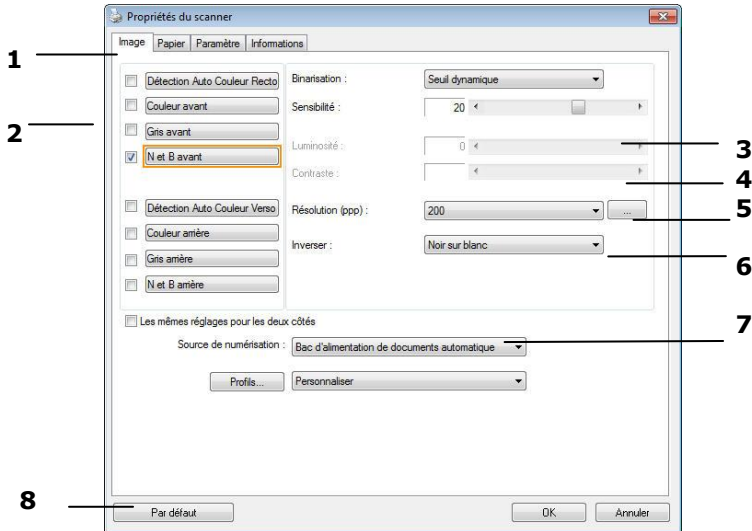 Propriétés du scanner
Image Papier Paramètre Informations
1
Détection Auto Couleur Recto
Binarisation :
Seuil dynamique
Couleur avant
Sensibilité :
20
2
Gris avant
N et B avant
Luminosité :
0
3
Contraste :
4
Détection Auto Couleur Verso
Résolution (ppp) :
200
...
5
Couleur arrière
Inverser :
Noir sur blanc
6
Gris arrière
N et B arrière
Les mêmes réglages pour les deux côtés
7
Source de numérisation :
Bac d'alimentation de documents automatique
Profils...
Personnaliser
8
Par défaut
OK
Annuler